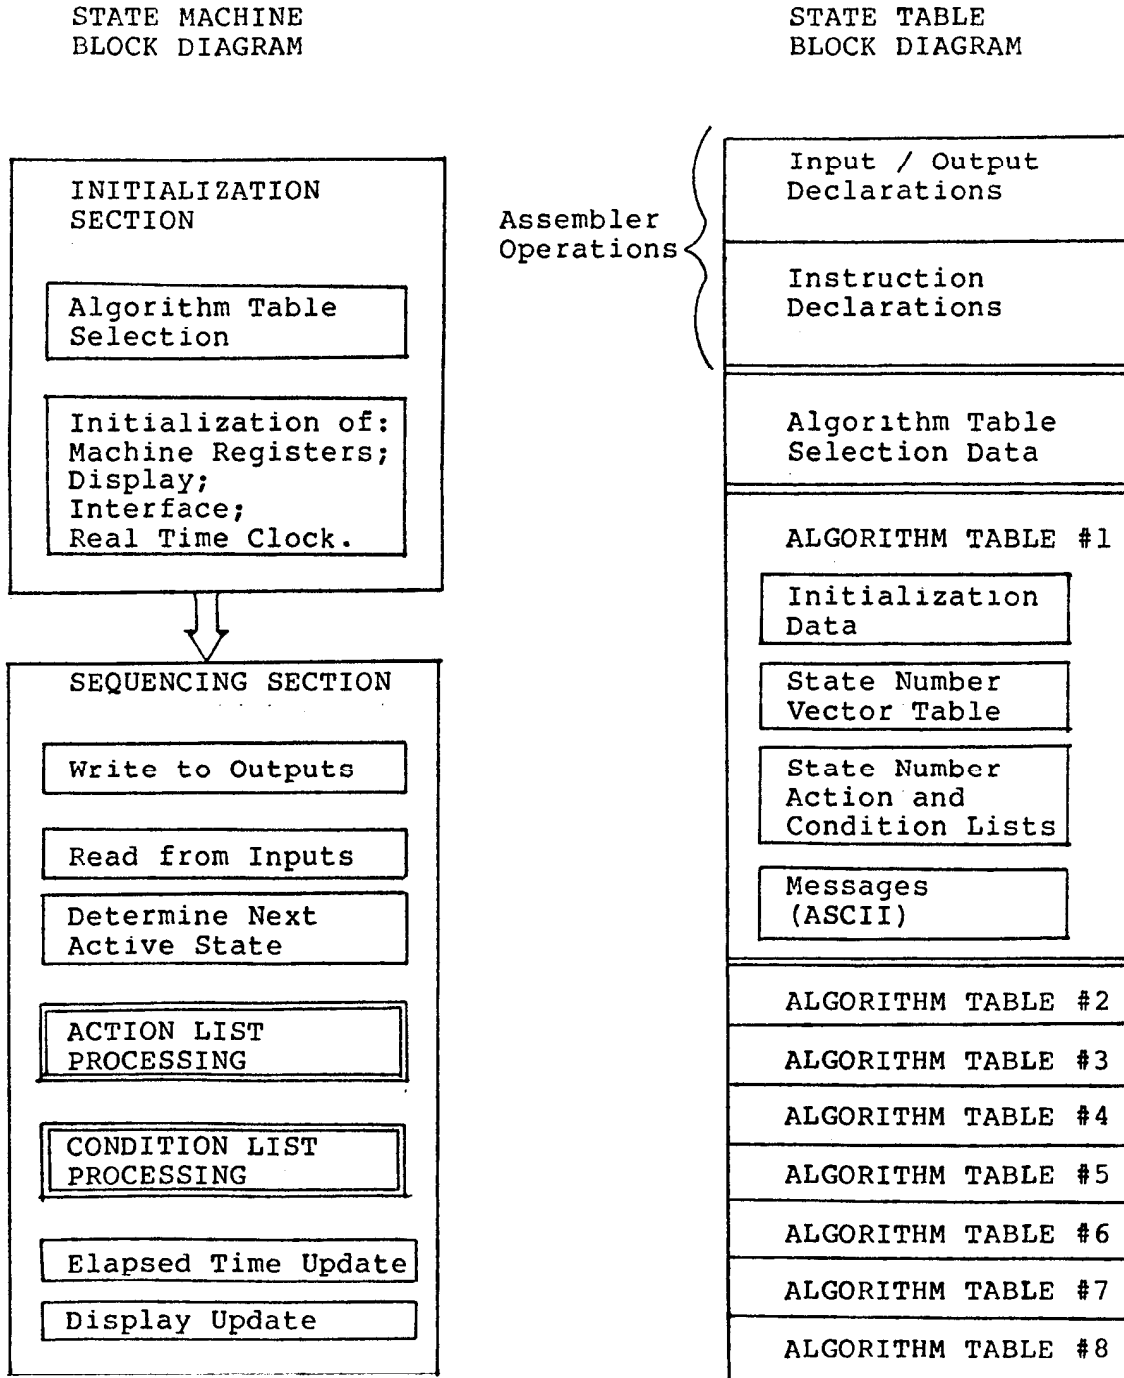 STATE MACHINE
BLOCK DIAGRAM
INITIALIZATION
SECTION
Algorithm Table
Selection
Initialization of:
Machine Registers;
Display;
Interface;
Real Time Clock.
SEQUENCING SECTION
Write to Outputs
Read from Inputs
Determine Next
Active State
ACTION LIST
PROCESSING
CONDITION LIST
PROCESSING
Elapsed Time Update
Display Update
STATE TABLE
BLOCK DIAGRAM
Assembler
Operations
Input / Output
Declarations
Instruction
Declarations
Algorithm Table
Selection Data
ALGORITHM TABLE #1
Initialization
Data
State Number
Vector Table
State Number
Action and
Condition Lists
Messages
(ASCII)
ALGORITHM TABLE #2
ALGORITHM TABLE #3
ALGORITHM TABLE #4
ALGORITHM TABLE #5
ALGORITHM TABLE #6
ALGORITHM TABLE #7
ALGORITHM TABLE #8